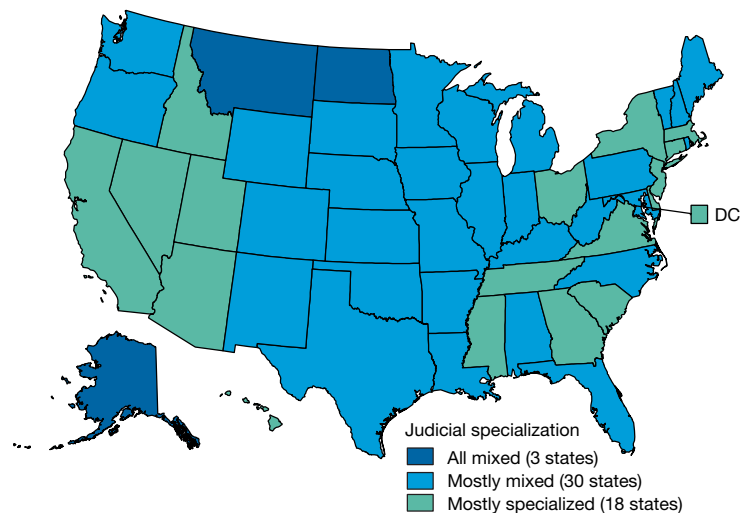 DC
Judicial specialization
All mixed (3 states)
Mostly mixed (30 states)
Mostly specialized (18 states)